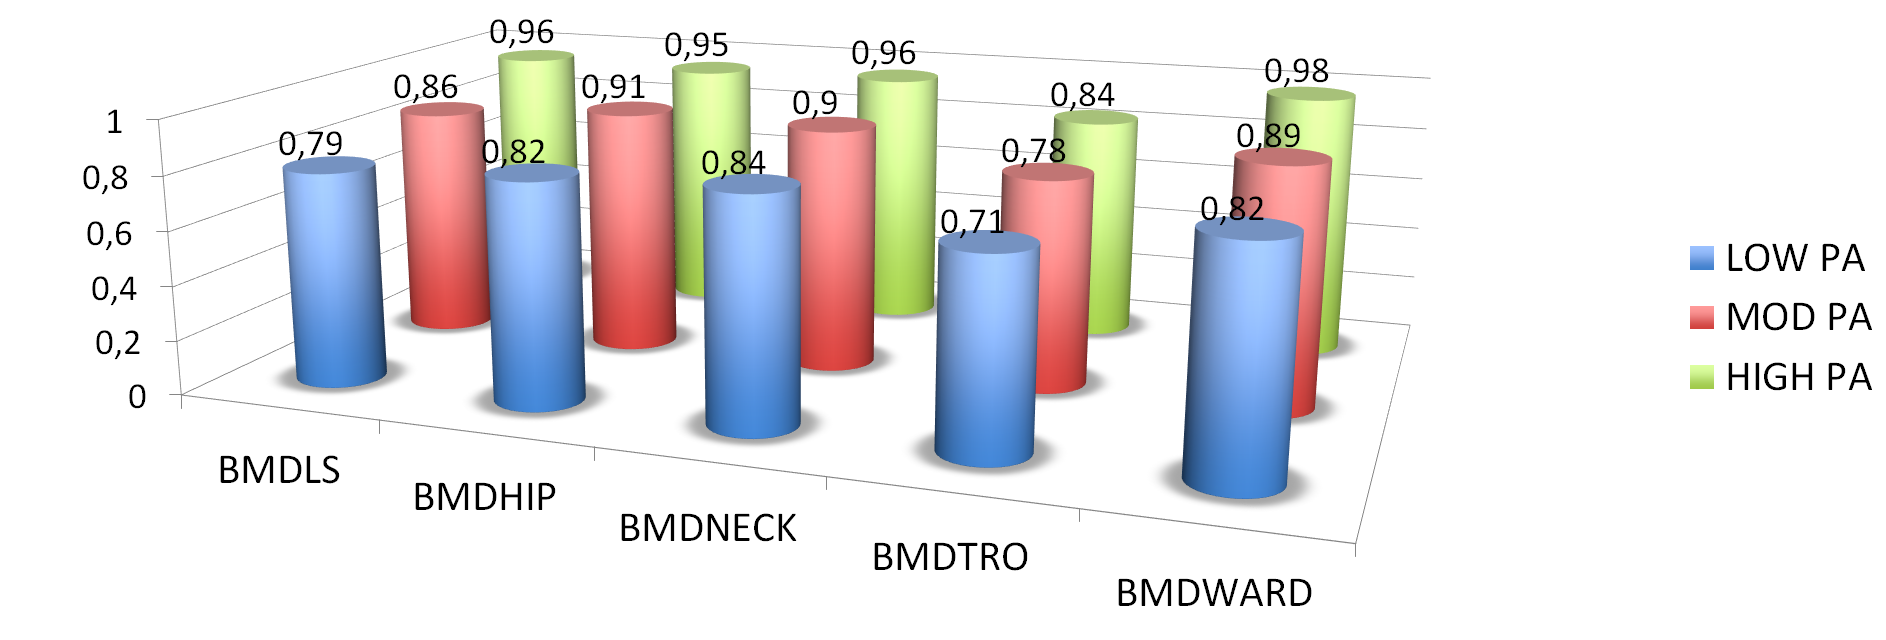 0,96
0,95
0,96
0,84
0,98
0,86
0,91
0,9
0,78
0,89
0,79
0,82
0,84
0,71
0,82
1
0,8
0,6
0,4
0,2
0
BMDLS
BMDHIP
BMDNECK
BMDTRO
BMDWARD
LOW PA
MOD PA
HIGH PA